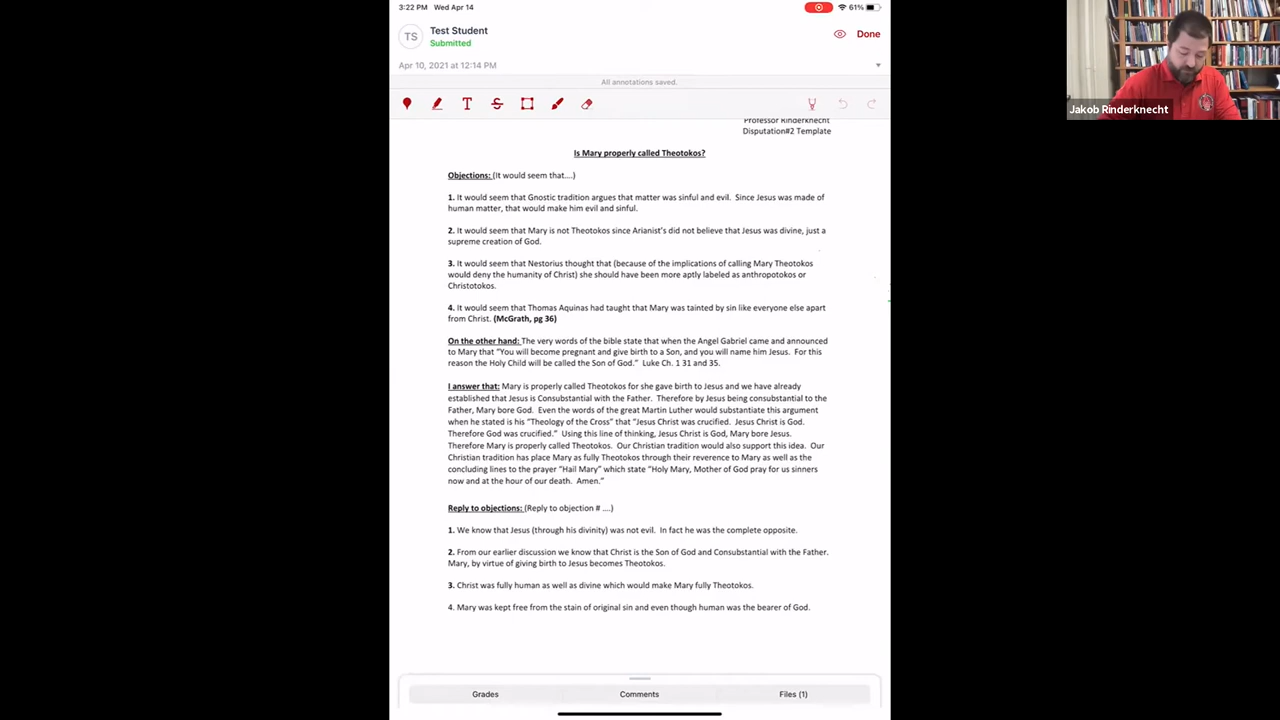 3:22 PM Wed Apr 14
61%
TS
Test Student
Submitted
Done
Apr 10, 2021 at 12:14 PM
All annotations saved.
T
S
Professor Rinderknecht
Disputation#2 Template
Is Mary properly called Theotokos?
Objections: (It would seem that....)
1. It would seem that Gnostic tradition argues that matter was sinful and evil. Since Jesus was made of
human matter, that would make him evil and sinful.
2. It would seem that Mary is not Theotokos since Arianist's did not believe that Jesus was divine, just a
supreme creation of God.
3. It would seem that Nestorius thought that (because of the implications of calling Mary Theotokos
would deny the humanity of Christ) she should have been more aptly labeled as anthropotokos or
Christotokos.
4. It would seem that Thomas Aquinas had taught that Mary was tainted by sin like everyone else apart
from Christ. (McGrath, pg 36)
On the other hand: The very words of the bible state that when the Angel Gabriel came and announced
to Mary that "You will become pregnant and give birth to a Son, and you will name him Jesus. For this
reason the Holy Child will be called the Son of God." Luke Ch. 1 31 and 35.
I answer that: Mary is properly called Theotokos for she gave birth to Jesus and we have already
established that Jesus is Consubstantial with the Father. Therefore by Jesus being consubstantial to the
Father, Mary bore God. Even the words of the great Martin Luther would substantiate this argument
when he stated is his "Theology of the Cross" that "Jesus Christ was crucified. Jesus Christ is God.
Therefore God was crucified." Using this line of thinking, Jesus Christ is God, Mary bore Jesus.
Therefore Mary is properly called Theotokos. Our Christian tradition would also support this idea. Our
Christian tradition has place Mary as fully Theotokos through their reverence to Mary as well as the
concluding lines to the prayer "Hail Mary" which state "Holy Mary, Mother of God pray for us sinners
now and at the hour of our death. Amen."
Reply to objections: (Reply to objection # ....)
1. We know that Jesus (through his divinity) was not evil. In fact he was the complete opposite.
2. From our earlier discussion we know that Christ is the Son of God and Consubstantial with the Father.
Mary, by virtue of giving birth to Jesus becomes Theotokos.
3. Christ was fully human as well as divine which would make Mary fully Theotokos.
4. Mary was kept free from the stain of original sin and even though human was the bearer of God.
Grades
Comments
Files (1)
Jakob Rinderknecht